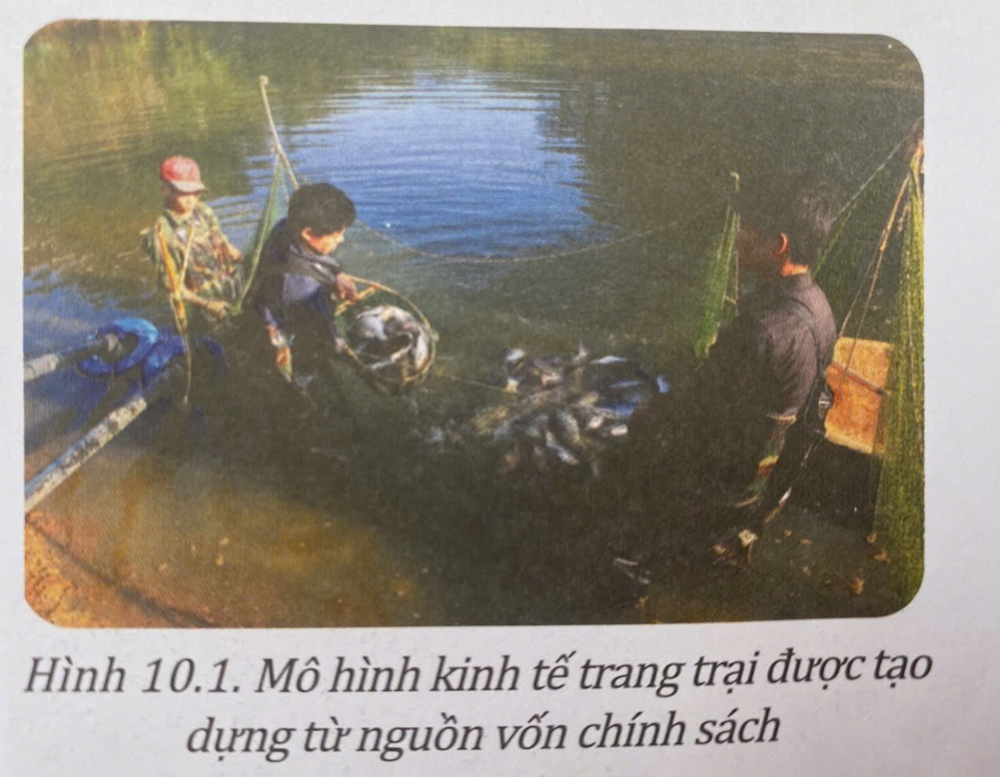 Hình 10.1. Mô hình kinh tế trang trại được tạo
dựng từ nguồn vốn chính sách